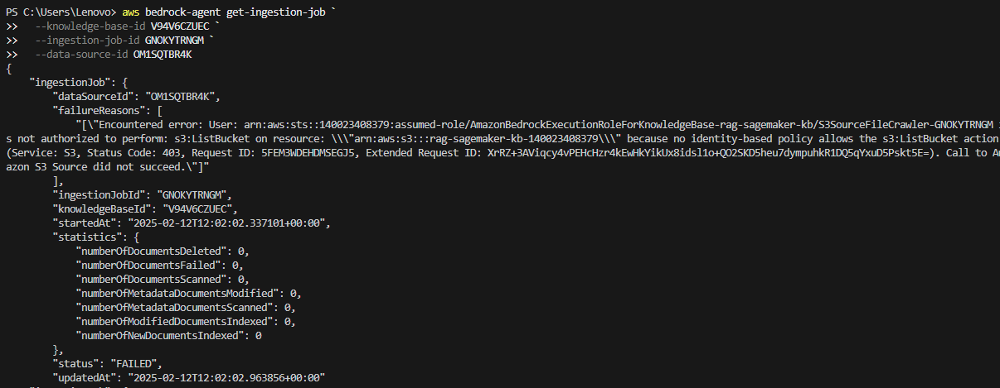 PS C:\Users\Lenovo> aws bedrock-agent get-ingestion-job `
>>   --knowledge-base-id V94V6CZUEC `
>>   --ingestion-job-id GNOKYTRNGM `
>>   --data-source-id OM1SQTBR4K
{
    "ingestionJob": {
        "dataSourceId": "OM1SQTBR4K",
        "failureReasons": [
            "[\"Encountered error: User: arn:aws:sts::140023408379:assumed-role/AmazonBedrockExecutionRoleForKnowledgeBase-rag-sagemaker-kb/S3SourceFileCrawler-GNOKYTRNGM i
s not authorized to perform: s3:ListBucket on resource: \\\"arn:aws:s3:::rag-sagemaker-kb-140023408379\\\" because no identity-based policy allows the s3:ListBucket action
(Service: S3, Status Code: 403, Request ID: 5FEM3WDEHDMSEGJ5, Extended Request ID: XrRZ+3AViqcy4vPEHcHzr4kEwHkYikUx8idsl1o+QO2SKD5heu7dympuhkR1DQ5qYxuD5Pskt5E=). Call to Am
azon S3 Source did not succeed.\"]"
        ],
        "ingestionJobId": "GNOKYTRNGM",
        "knowledgeBaseId": "V94V6CZUEC",
        "startedAt": "2025-02-12T12:02:02.337101+00:00",
        "statistics": {
            "numberOfDocumentsDeleted": 0,
            "numberOfDocumentsFailed": 0,
            "numberOfDocumentsScanned": 0,
            "numberOfMetadataDocumentsModified": 0,
            "numberOfMetadataDocumentsScanned": 0,
            "numberOfModifiedDocumentsIndexed": 0,
            "numberOfNewDocumentsIndexed": 0
        },
        "status": "FAILED",
        "updatedAt": "2025-02-12T12:02:02.963856+00:00"